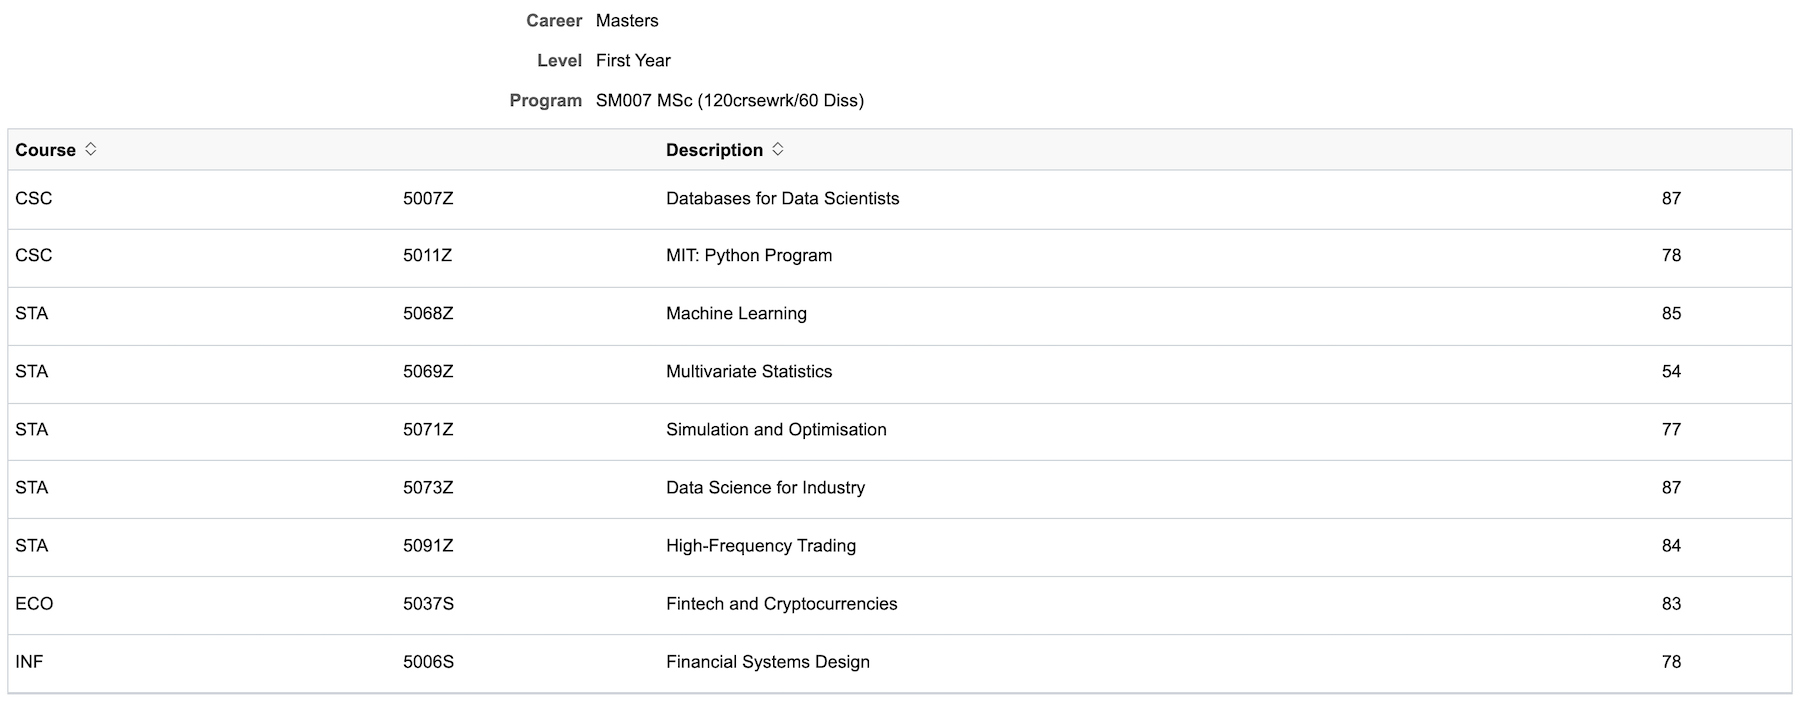 Career Masters
Level First Year
Program SM007 MSc (120crsewrk/60 Diss)
Course Description
CSC 5007Z Databases for Data Scientists 87
CSC 5011Z MIT: Python Program 78
STA 5068Z Machine Learning 85
STA 5069Z Multivariate Statistics 54
STA 5071Z Simulation and Optimisation 77
STA 5073Z Data Science for Industry 87
STA 5091Z High-Frequency Trading 84
ECO 5037S Fintech and Cryptocurrencies 83
INF 5006S Financial Systems Design 78